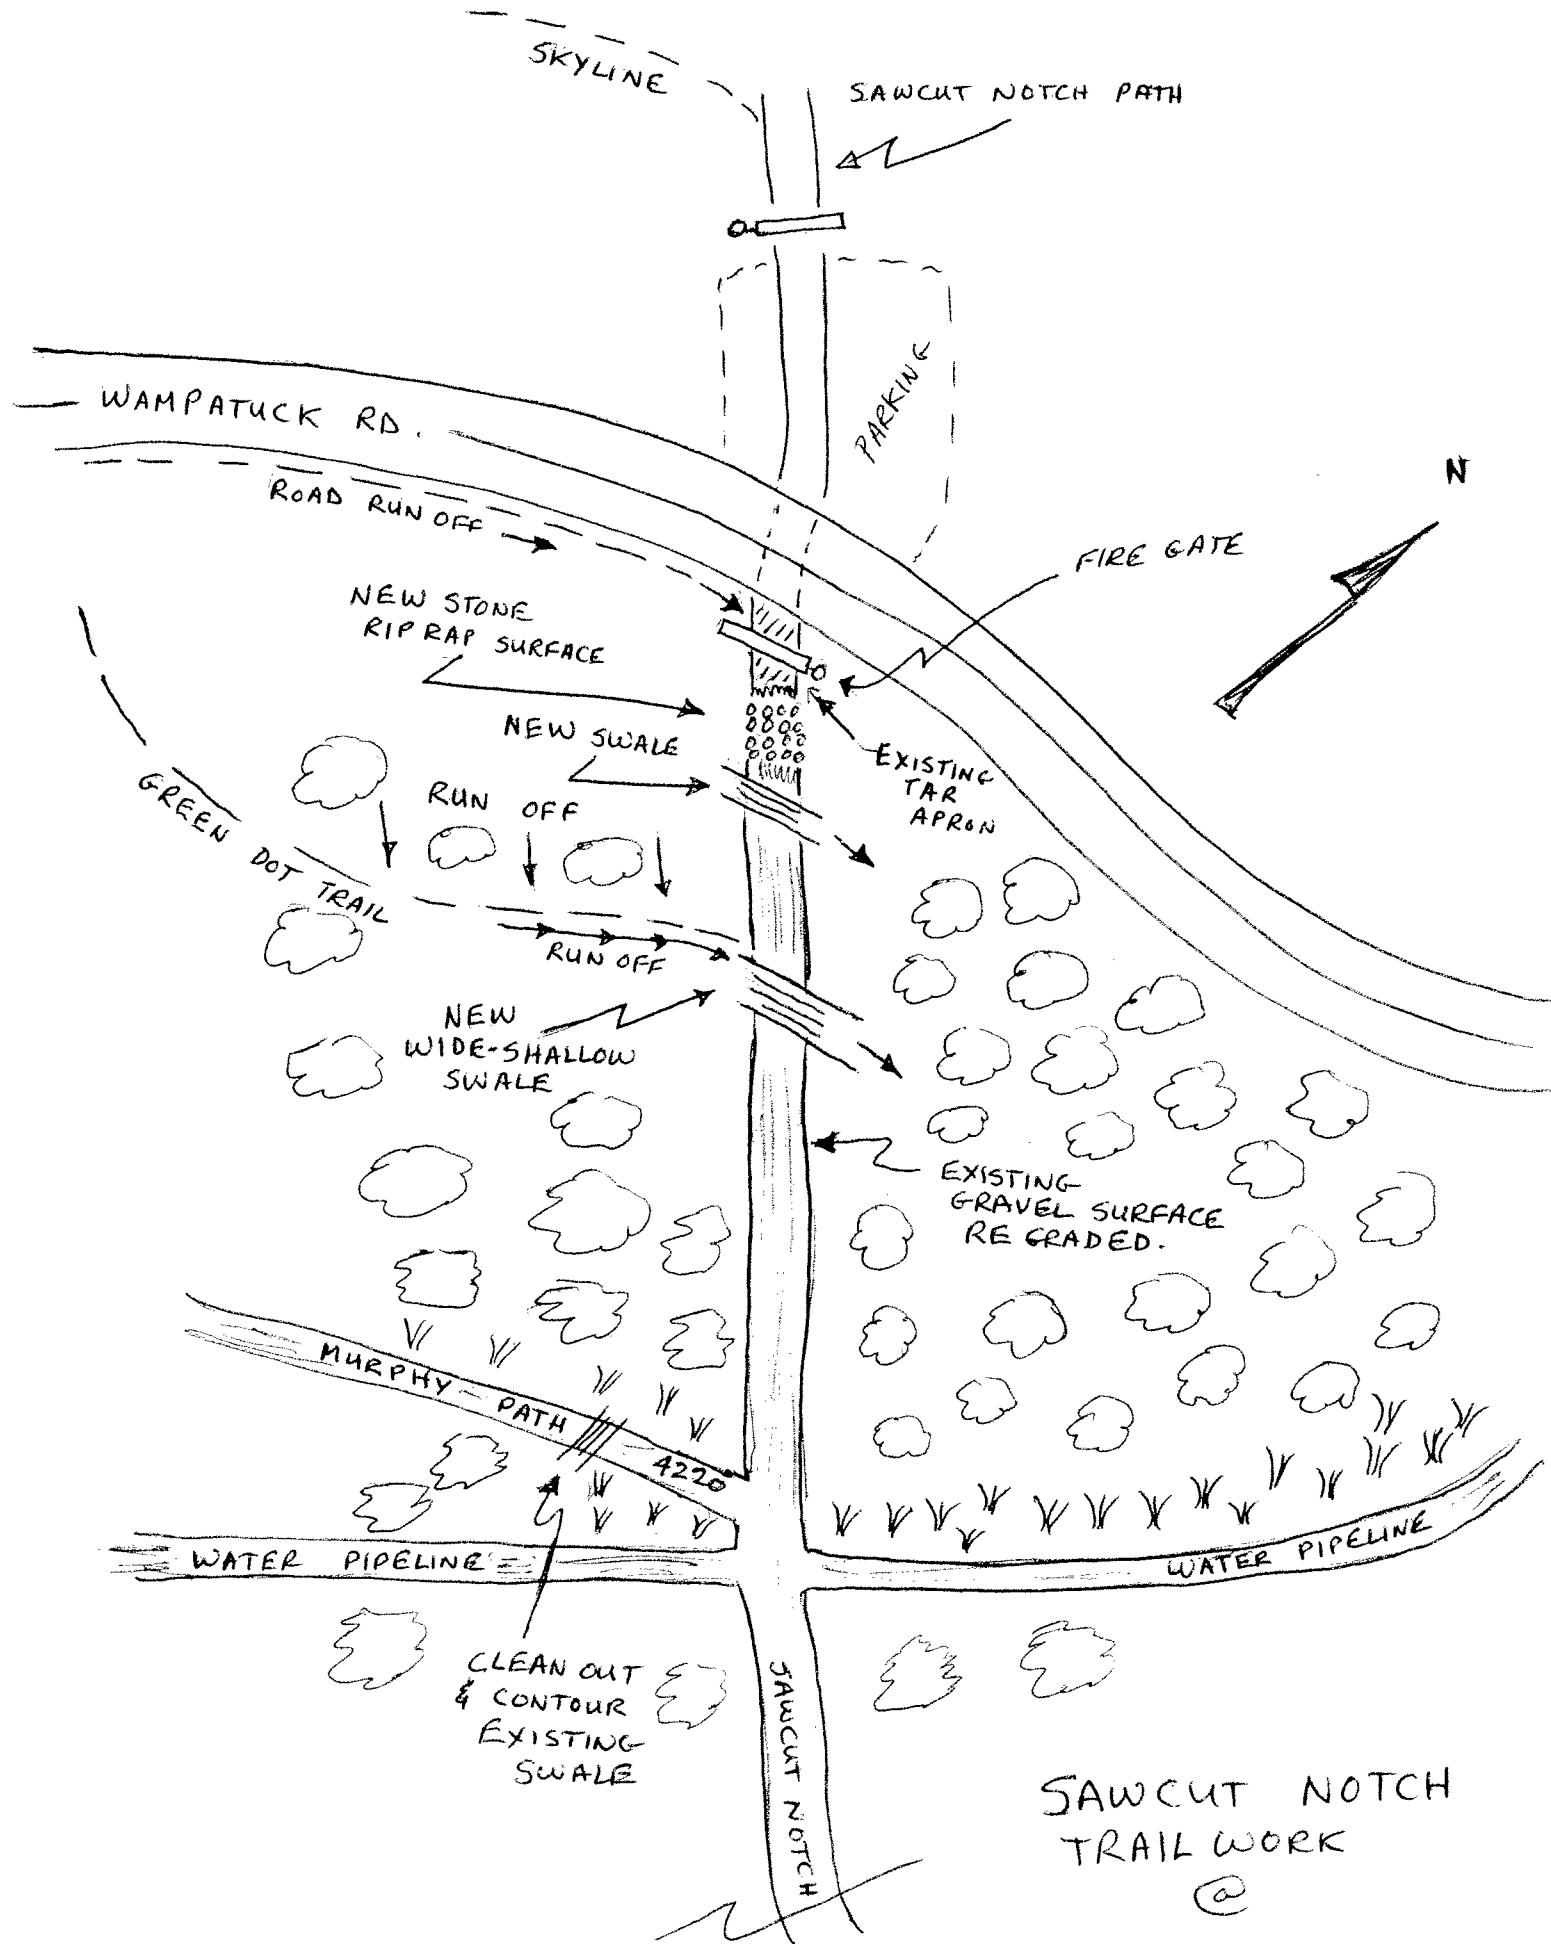 SKYLINE
SAWCUT NOTCH PATH
PARKING
WAMPATUCK RD.
N
ROAD RUN OFF
FIRE GATE
NEW STONE
RIP RAP SURFACE
NEW SWALE
EXISTING
TAR
APRON
GREEN DOT TRAIL
RUN OFF
RUN OFF
NEW
WIDE-SHALLOW
SWALE
EXISTING
GRAVEL SURFACE
RE GRADED.
MURPHY PATH
4220
WATER PIPELINE
WATER PIPELINE
CLEAN OUT
& CONTOUR
EXISTING
SWALE
SAWCUT NOTCH
SAWCUT NOTCH
TRAIL WORK
@